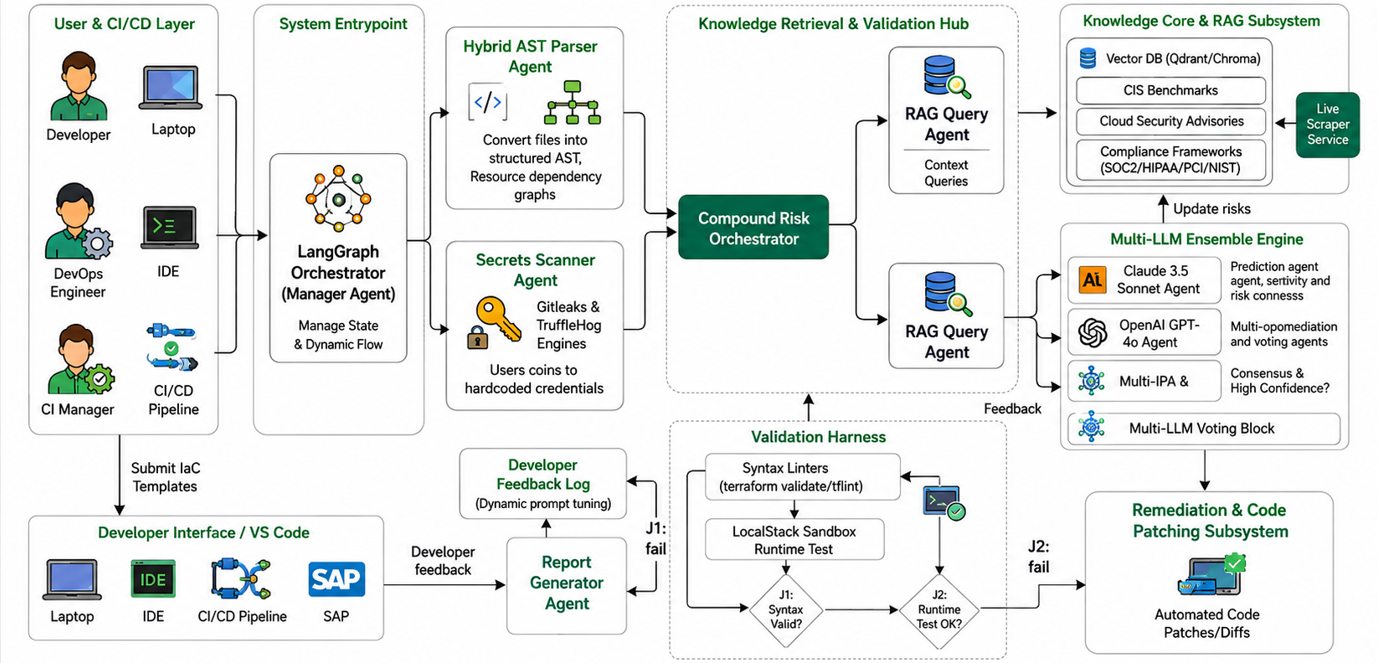 User & CI/CD Layer
Developer
Laptop
DevOps
Engineer
IDE
CI Manager
CI/CD
Pipeline
System Entrypoint
LangGraph
Orchestrator
(Manager Agent)
Manage State
& Dynamic Flow
Hybrid AST Parser
Agent
</>
Convert files into
structured AST,
Resource dependency
graphs
Secrets Scanner
Agent
Gitleaks &
TruffleHog
Engines
Users coins to
hardcoded credentials
Knowledge Retrieval & Validation Hub
Compound Risk
Orchestrator
RAG Query
Agent
Context
Queries
RAG Query
Agent
Knowledge Core & RAG Subsystem
Vector DB (Qdrant/Chroma)
CIS Benchmarks
Cloud Security Advisories
Compliance Frameworks
(SOC2/HIPAA/PCI/NIST)
Live
Scraper
Service
Update risks
Multi-LLM Ensemble Engine
AI
Claude 3.5
Sonnet Agent
Prediction agent
agent, sertivity and
risk connesss
OpenAI GPT-
4o Agent
Multi-opomediation
and voting agents
Multi-IPA &
Consensus &
High Confidence?
Multi-LLM Voting Block
Feedback
Submit IaC
Templates
Developer Interface / VS Code
Laptop
IDE
IDE
CI/CD Pipeline
SAP
SAP
Developer
feedback
Developer
Feedback Log
(Dynamic prompt tuning)
Report
Generator
Agent
J1:
fail
Validation Harness
Syntax Linters
(terraform validate/tflint)
LocalStack Sandbox
Runtime Test
J1:
Syntax
Valid?
J2:
Runtime
Test OK?
J2:
fail
Remediation & Code
Patching Subsystem
Automated Code
Patches/Diffs